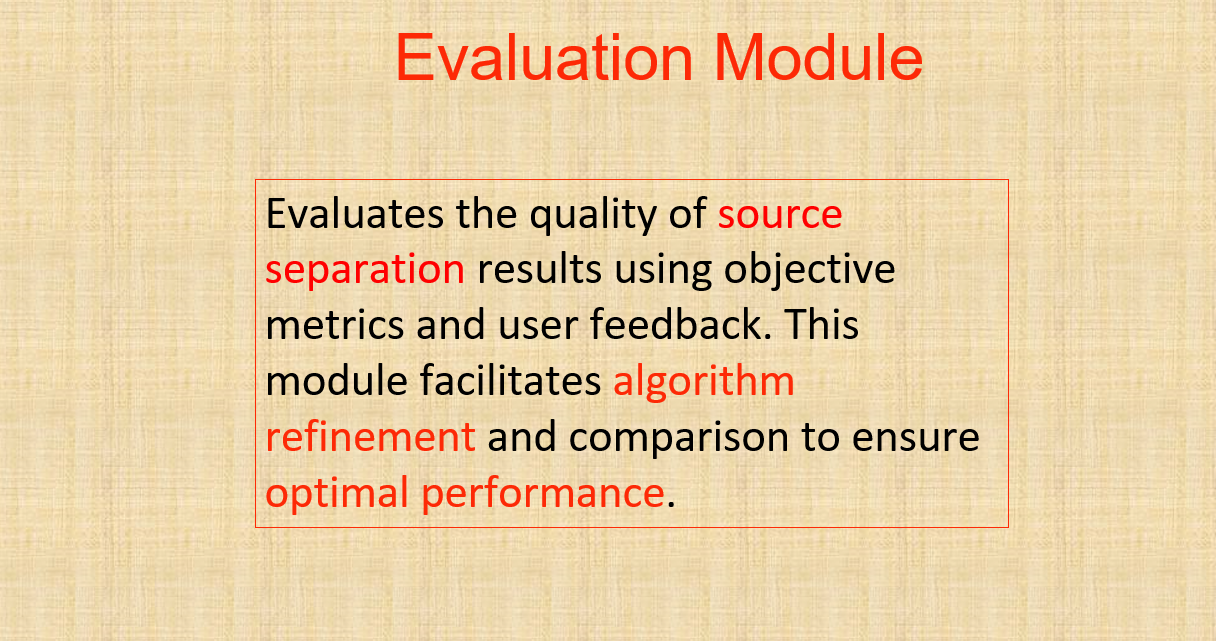 Evaluation Module
Evaluates the quality of source
separation results using objective
metrics and user feedback. This
module facilitates algorithm
refinement and comparison to ensure
optimal performance.